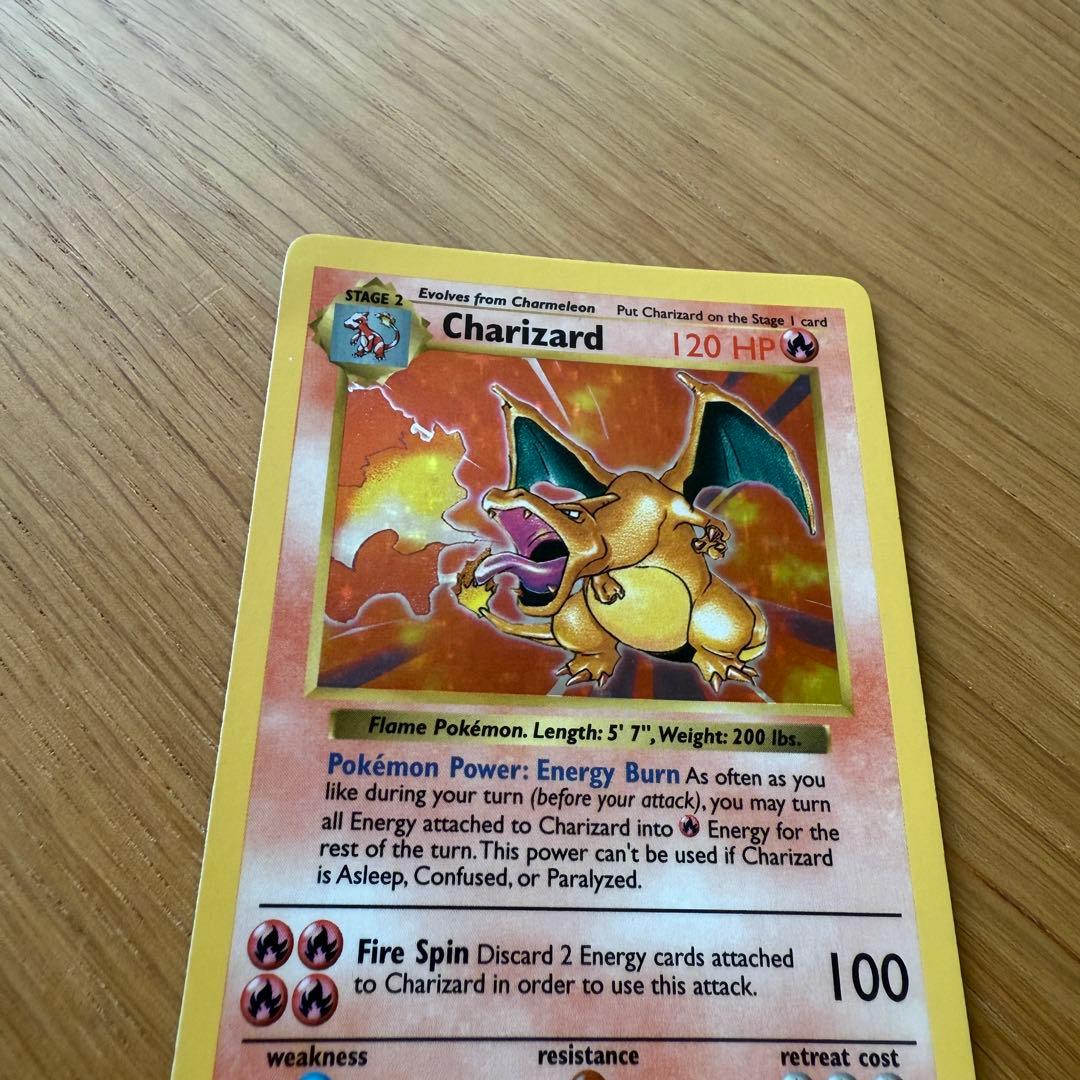 STAGE 2
Evolves from Charmeleon
Put Charizard on the Stage 1 card
Charizard
120 HP
Flame Pokémon. Length: 5' 7", Weight: 200 lbs.
Pokémon Power: Energy Burn As often as you
like during your turn (before your attack), you may turn
all Energy attached to Charizard into Energy for the
rest of the turn. This power can't be used if Charizard
is Asleep, Confused, or Paralyzed.
Fire Spin Discard 2 Energy cards attached
to Charizard in order to use this attack.
100
weakness
resistance
retreat cost